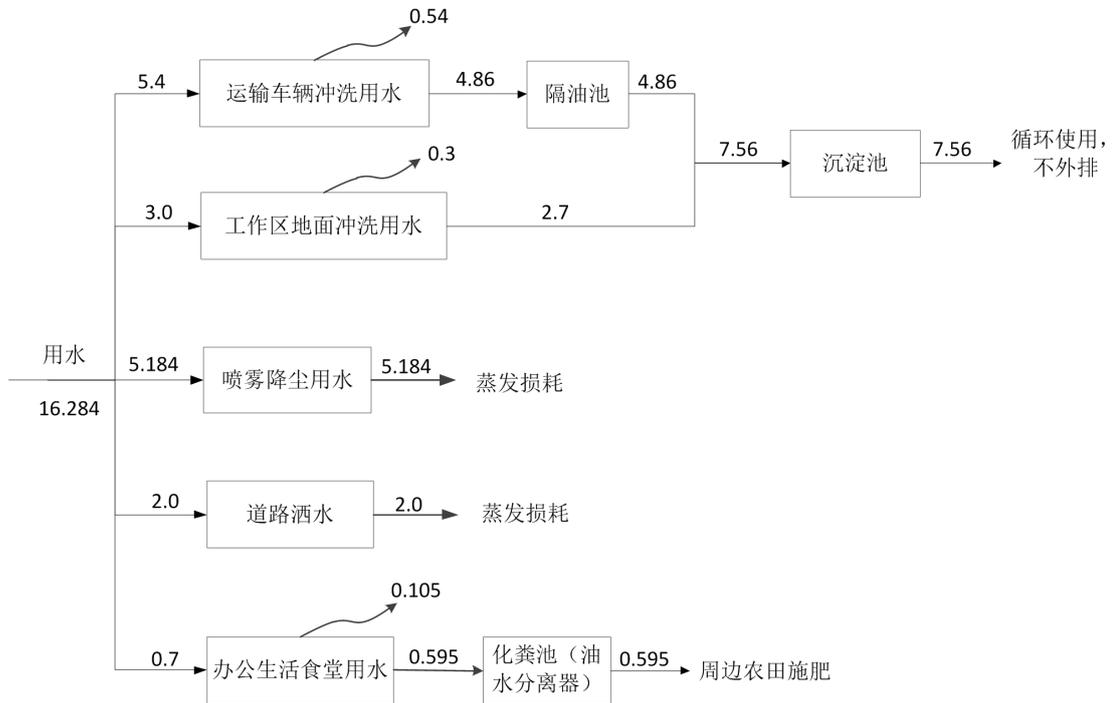 0.54
5.4
运输车辆冲洗用水
4.86
隔油池
4.86
0.3
3.0
工作区地面冲洗用水
2.7
7.56
沉淀池
7.56
循环使用，
不外排
用水
16.284
5.184
喷雾降尘用水
5.184
蒸发损耗
2.0
道路洒水
2.0
蒸发损耗
0.105
0.7
办公生活食堂用水
0.595
化粪池（油
水分离器）
0.595
周边农田施肥